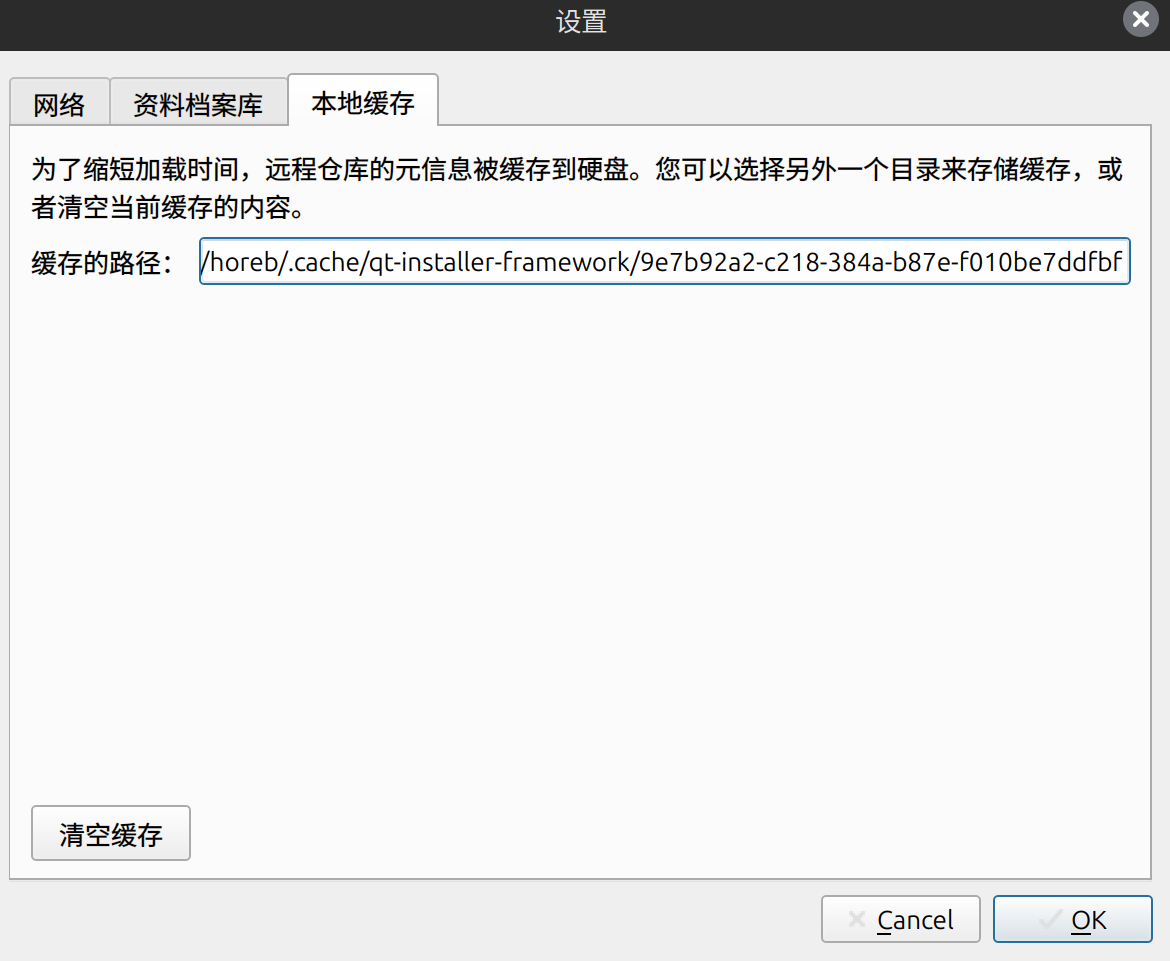 设置
网络 资料档案库 本地缓存
为了缩短加载时间，远程仓库的元信息被缓存到硬盘。您可以选择另外一个目录来存储缓存，或
者清空当前缓存的内容。
缓存的路径： /horeb/.cache/qt-installer-framework/9e7b92a2-c218-384a-b87e-f010be7ddfbf
清空缓存
Cancel OK